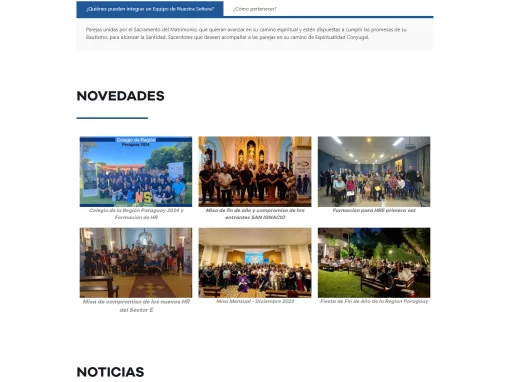 ¿Quiénes pueden integrar un Equipo de Nuestra Señora?
¿Cómo pertenecer?
Parejas unidas por el Sacramento del Matrimonio, que quieran avanzar en su camino espiritual y estén dispuestas a cumplir las promesas de su
Bautismo, para alcanzar la Santidad. Sacerdotes que deseen acompañar a las parejas en su camino de Espiritualidad Conyugal.
NOVEDADES
Colegio de Región
Paraguay 2024
Colegio de la Región Paraguay 2024 y
Formación de HR
Misa de fin de año y compromiso de hrs
entrantes SAN IGNACIO
Formacion para HRE primera vez
Misa de compromiso de los nuevos HR
del Sector E
Misa Mensual - Diciembre 2023
Fiesta de Fin de Año de la Region Paraguay
NOTICIAS